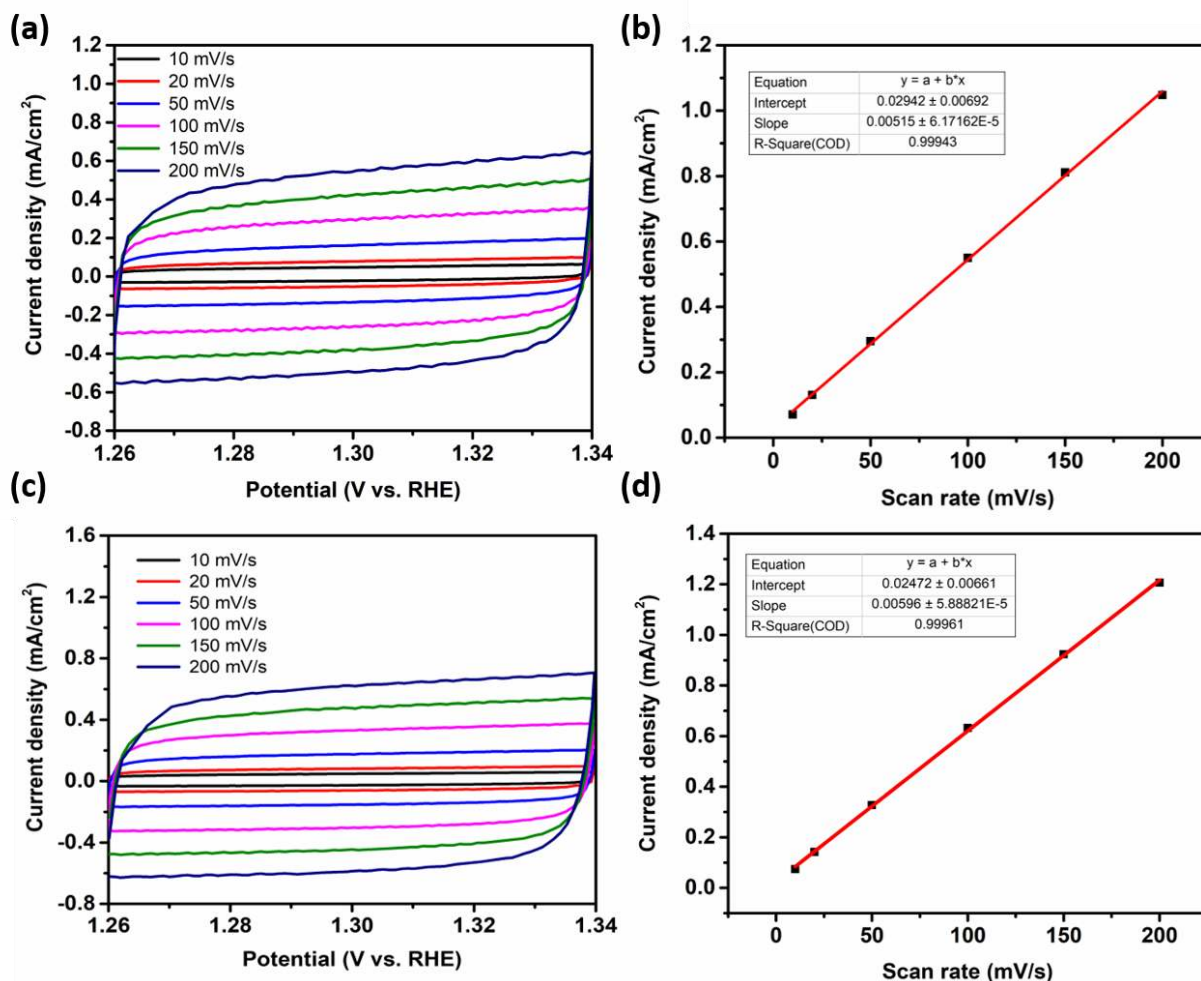 (a)
Current density (mA/cm²)
1.2
1.0
0.8
0.6
0.4
0.2
0.0
-0.2
-0.4
-0.6
-0.8
10 mV/s
20 mV/s
50 mV/s
100 mV/s
150 mV/s
200 mV/s
1.26 1.28 1.30 1.32 1.34
Potential (V vs. RHE)
(b)
Current density (mA/cm²)
1.2
1.0
0.8
0.6
0.4
0.2
0.0
Equation y = a + b*x
Intercept 0.02942 ± 0.00692
Slope 0.00515 ± 6.17162E-5
R-Square(COD) 0.99943
0 50 100 150 200
Scan rate (mV/s)
(c)
Current density (mA/cm²)
1.6
1.2
0.8
0.4
0.0
-0.4
-0.8
10 mV/s
20 mV/s
50 mV/s
100 mV/s
150 mV/s
200 mV/s
1.26 1.28 1.30 1.32 1.34
Potential (V vs. RHE)
(d)
Current density (mA/cm²)
1.4
1.2
1.0
0.8
0.6
0.4
0.2
0.0
Equation y = a + b*x
Intercept 0.02472 ± 0.00661
Slope 0.00596 ± 5.88821E-5
R-Square(COD) 0.99961
0 50 100 150 200
Scan rate (mV/s)